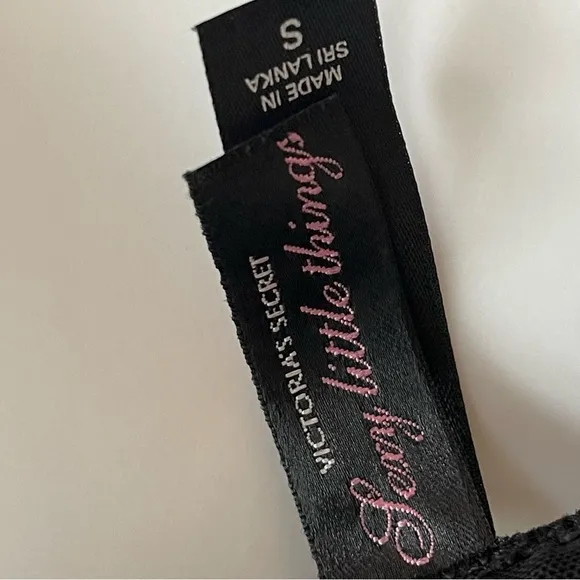 VICTORIA'S SECRET
Sexy little things
S
MADE IN
SRI LANKA